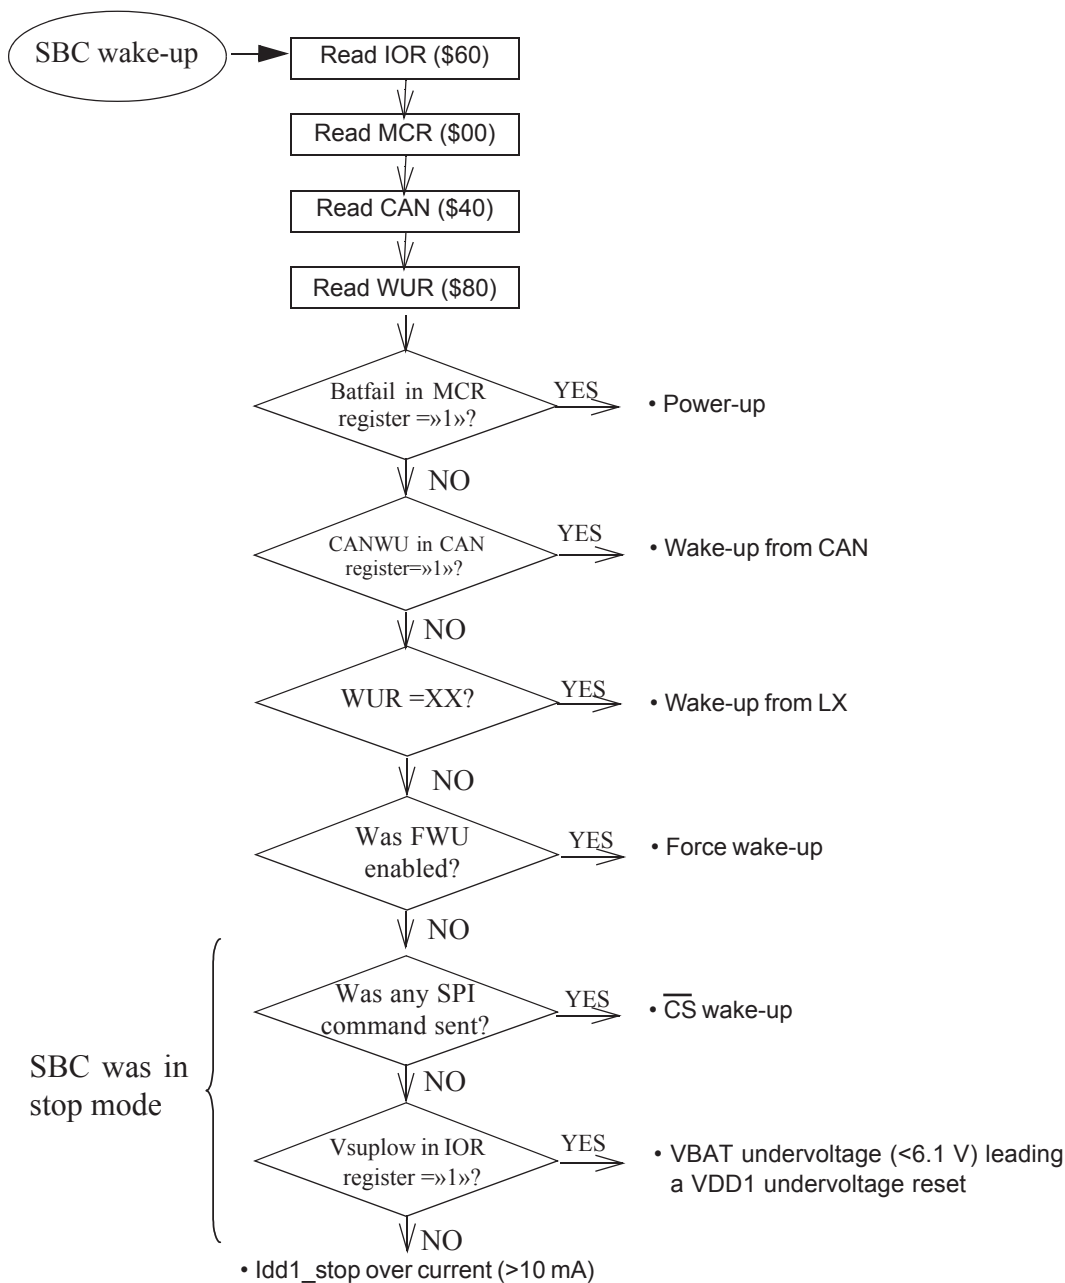 SBC wake-up
Read IOR ($60)
Read MCR ($00)
Read CAN ($40)
Read WUR ($80)
Batfail in MCR
register =»1»?
YES
• Power-up
NO
CANWU in CAN
register=»1»?
YES
• Wake-up from CAN
NO
WUR =XX?
YES
• Wake-up from LX
NO
Was FWU
enabled?
YES
• Force wake-up
NO
SBC was in
stop mode
Was any SPI
command sent?
YES
• CS wake-up
NO
Vsuplow in IOR
register =»1»?
YES
• VBAT undervoltage (<6.1 V) leading
a VDD1 undervoltage reset
NO
• Idd1_stop over current (>10 mA)